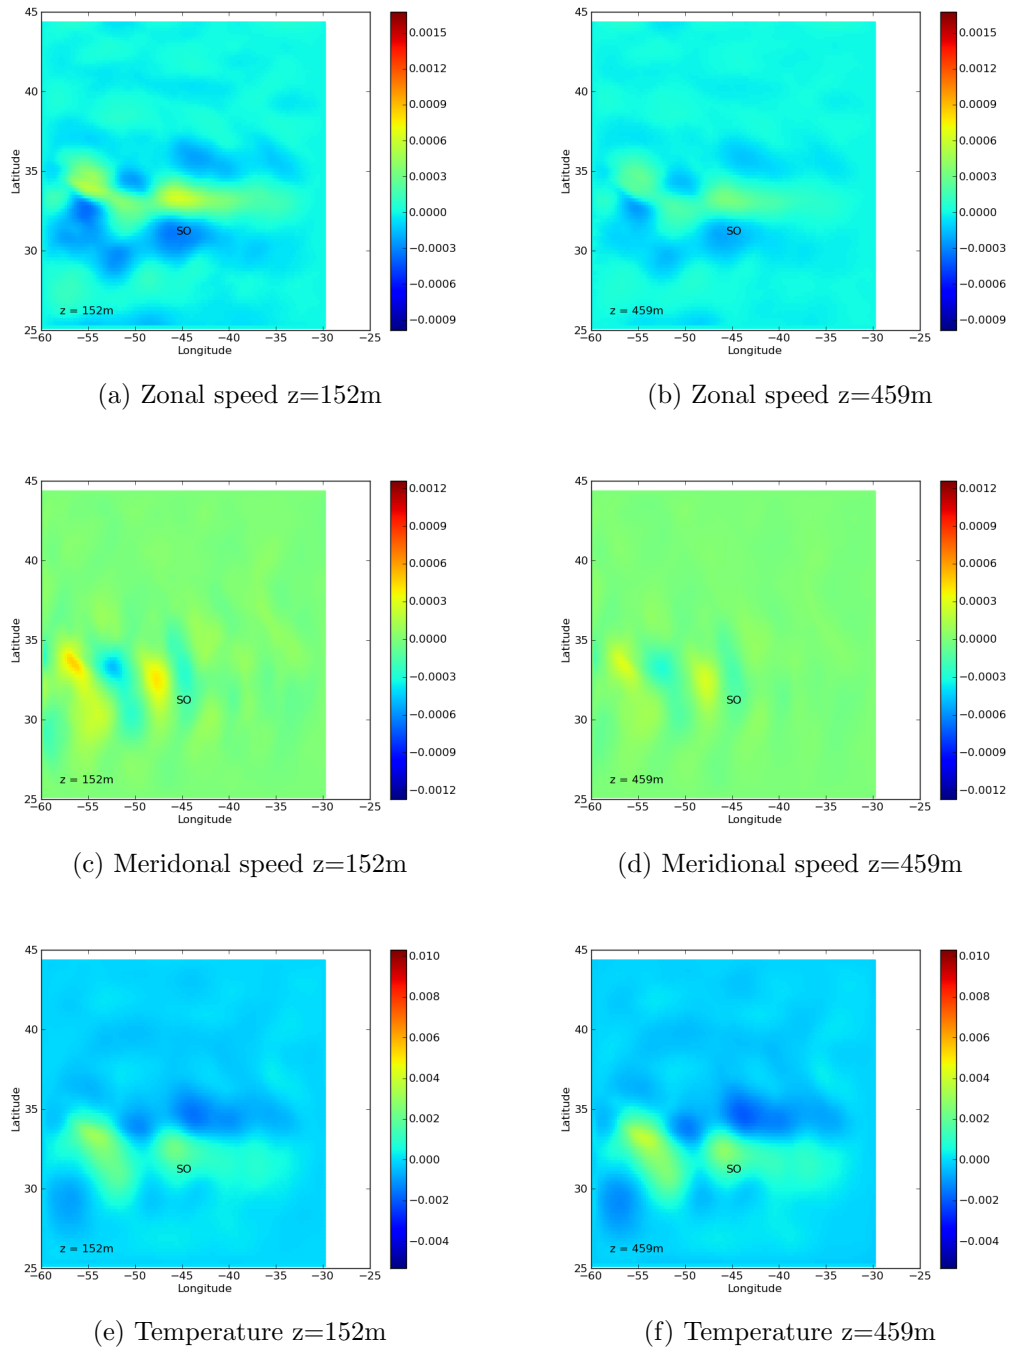 45
40
35
30
25
Latitude
−60 −55 −50 −45 −40 −35 −30 −25
Longitude
SO
z = 152m
0.0015
0.0012
0.0009
0.0006
0.0003
0.0000
−0.0003
−0.0006
−0.0009
45
40
35
30
25
Latitude
−60 −55 −50 −45 −40 −35 −30 −25
Longitude
SO
z = 459m
0.0015
0.0012
0.0009
0.0006
0.0003
0.0000
−0.0003
−0.0006
−0.0009
(a) Zonal speed z=152m
(b) Zonal speed z=459m
45
40
35
30
25
Latitude
−60 −55 −50 −45 −40 −35 −30 −25
Longitude
SO
z = 152m
0.0012
0.0009
0.0006
0.0003
0.0000
−0.0003
−0.0006
−0.0009
−0.0012
45
40
35
30
25
Latitude
−60 −55 −50 −45 −40 −35 −30 −25
Longitude
SO
z = 459m
0.0012
0.0009
0.0006
0.0003
0.0000
−0.0003
−0.0006
−0.0009
−0.0012
(c) Meridonal speed z=152m
(d) Meridional speed z=459m
45
40
35
30
25
Latitude
−60 −55 −50 −45 −40 −35 −30 −25
Longitude
SO
z = 152m
0.010
0.008
0.006
0.004
0.002
0.000
−0.002
−0.004
45
40
35
30
25
Latitude
−60 −55 −50 −45 −40 −35 −30 −25
Longitude
SO
z = 459m
0.010
0.008
0.006
0.004
0.002
0.000
−0.002
−0.004
(e) Temperature z=152m
(f) Temperature z=459m